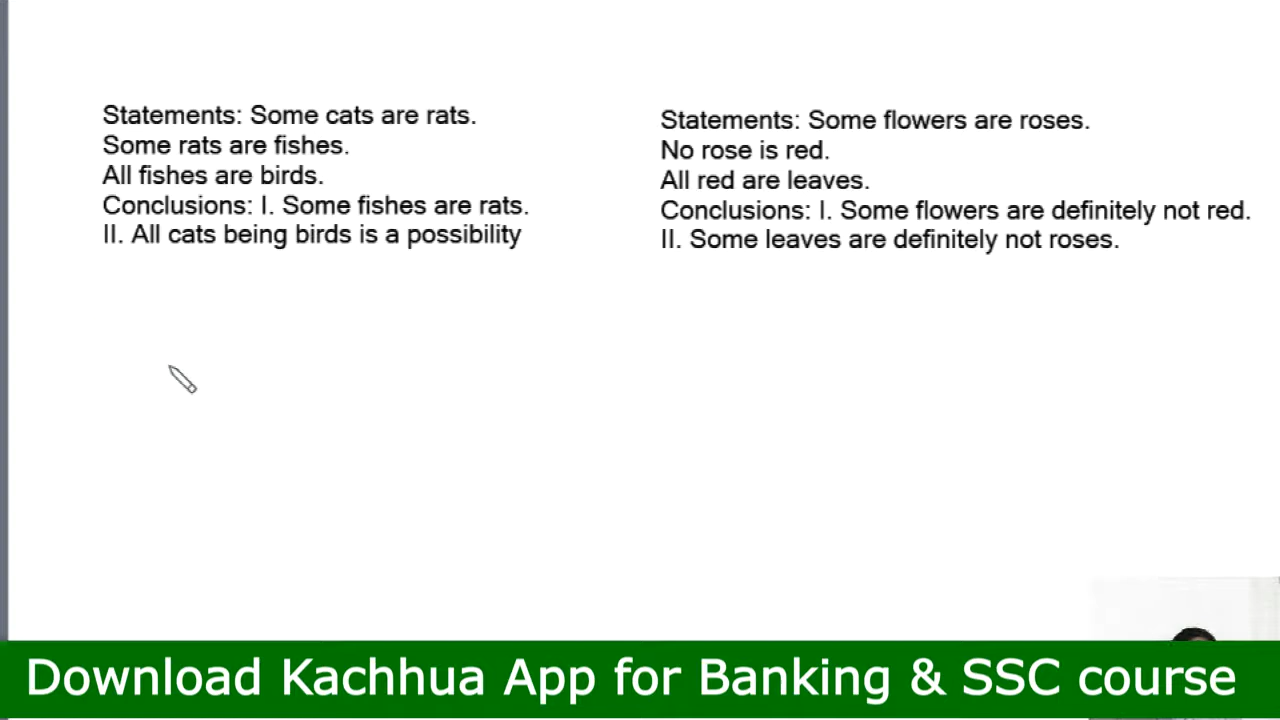 Statements: Some cats are rats.
Some rats are fishes.
All fishes are birds.
Conclusions: I. Some fishes are rats.
II. All cats being birds is a possibility
Statements: Some flowers are roses.
No rose is red.
All red are leaves.
Conclusions: I. Some flowers are definitely not red.
II. Some leaves are definitely not roses.
Download Kachhua App for Banking & SSC course